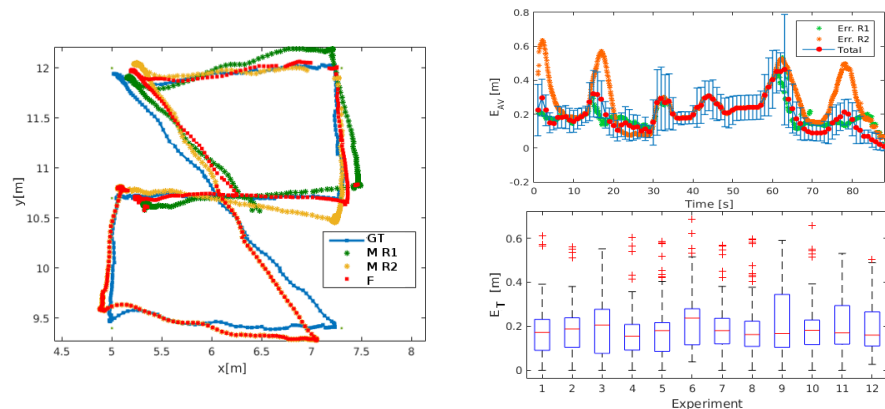 12
11.5
11
10.5
10
9.5
y[m]
4.5 5 5.5 6 6.5 7 7.5 8
x[m]
GT
M R1
M R2
F
0.8
0.6
0.4
0.2
0
-0.2
E_AV [m]
Err. R1
Err. R2
Total
0 10 20 30 40 50 60 70 80
Time [s]
0.6
0.4
0.2
0
E_T [m]
1 2 3 4 5 6 7 8 9 10 11 12
Experiment